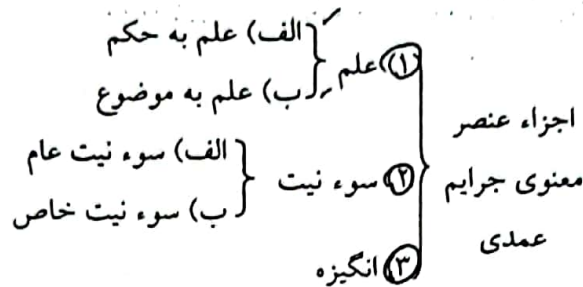 اجزاء عنصر
معنوی جرایم
عمدی
۱) علم
الف) علم به حکم
ب) علم به موضوع
۲) سوء نیت
الف) سوء نیت عام
ب) سوء نیت خاص
۳) انگیزه